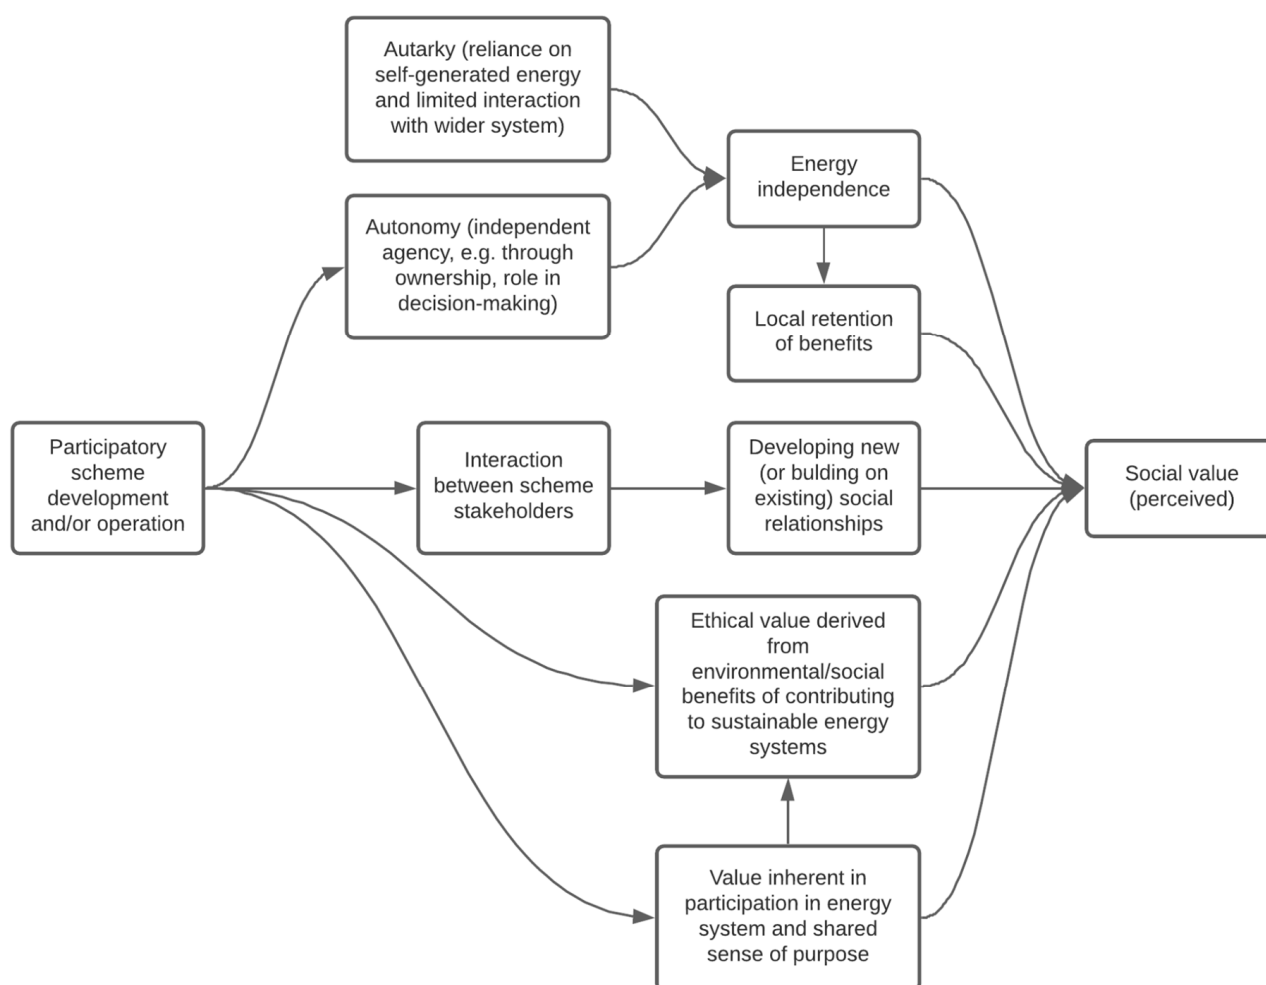 Autarky (reliance on
self-generated energy
and limited interaction
with wider system)
Energy
independence
Autonomy (independent
agency, e.g. through
ownership, role in
decision-making)
Local retention
of benefits
Participatory
scheme
development
and/or operation
Interaction
between scheme
stakeholders
Developing new
(or bulding on
existing) social
relationships
Social value
(perceived)
Ethical value derived
from
environmental/social
benefits of contributing
to sustainable energy
systems
Value inherent in
participation in energy
system and shared
sense of purpose